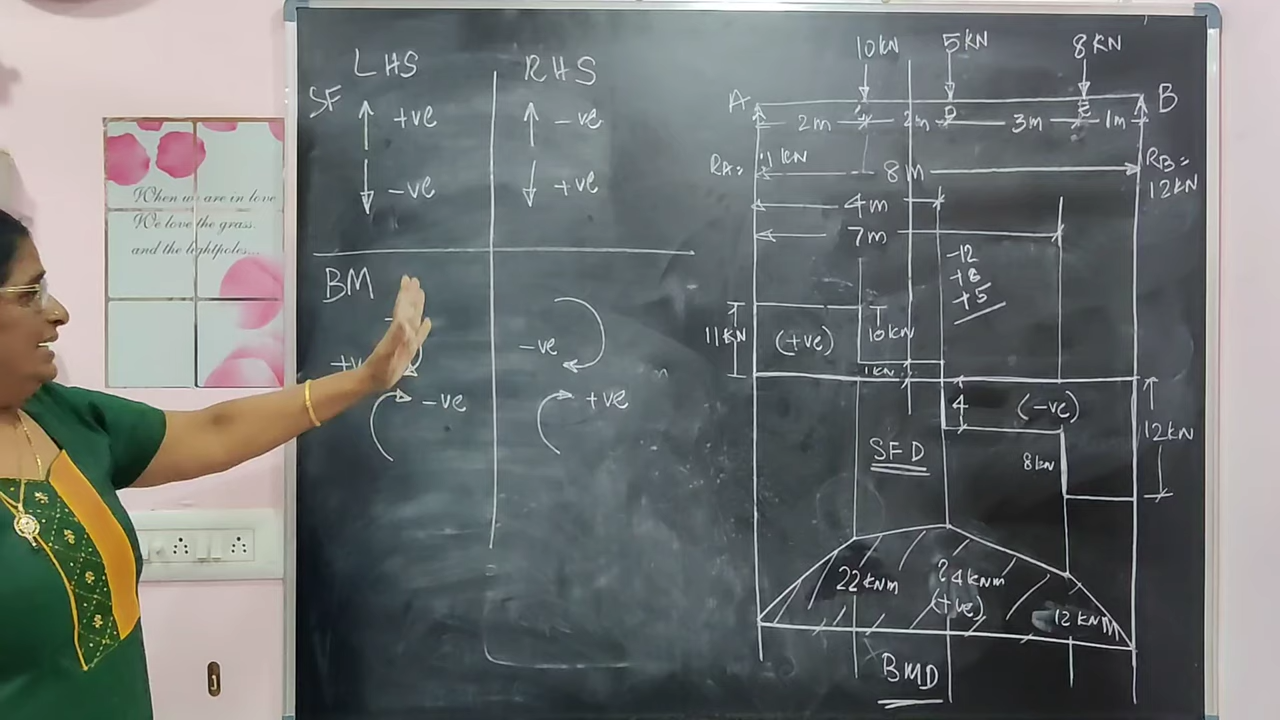 LHS
RHS
SF
+ve
-ve
-ve
+ve
BM
-ve
-ve
+ve
When we are in love
We love the grass,
and the lightpoles...
10KN
5KN
8KN
A
B
2m
2m
3m
1m
RA=
11KN
8m
RB=
12KN
4m
7m
-12
+8
+5
11KN
(+ve)
10KN
1KN
4
(-ve)
12KN
8KN
SFD
22KNm
24KNm
(+ve)
12KNM
BMD